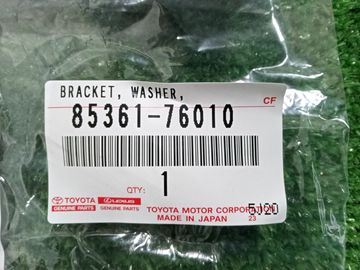 BRACKET, WASHER,
CF
85361-76010
TOYOTA
GENUINE PARTS
LEXUS
GENUINE PARTS
QTY:
1
TOYOTA MOTOR CORPORATION
MADE IN JAPAN 23
5J20